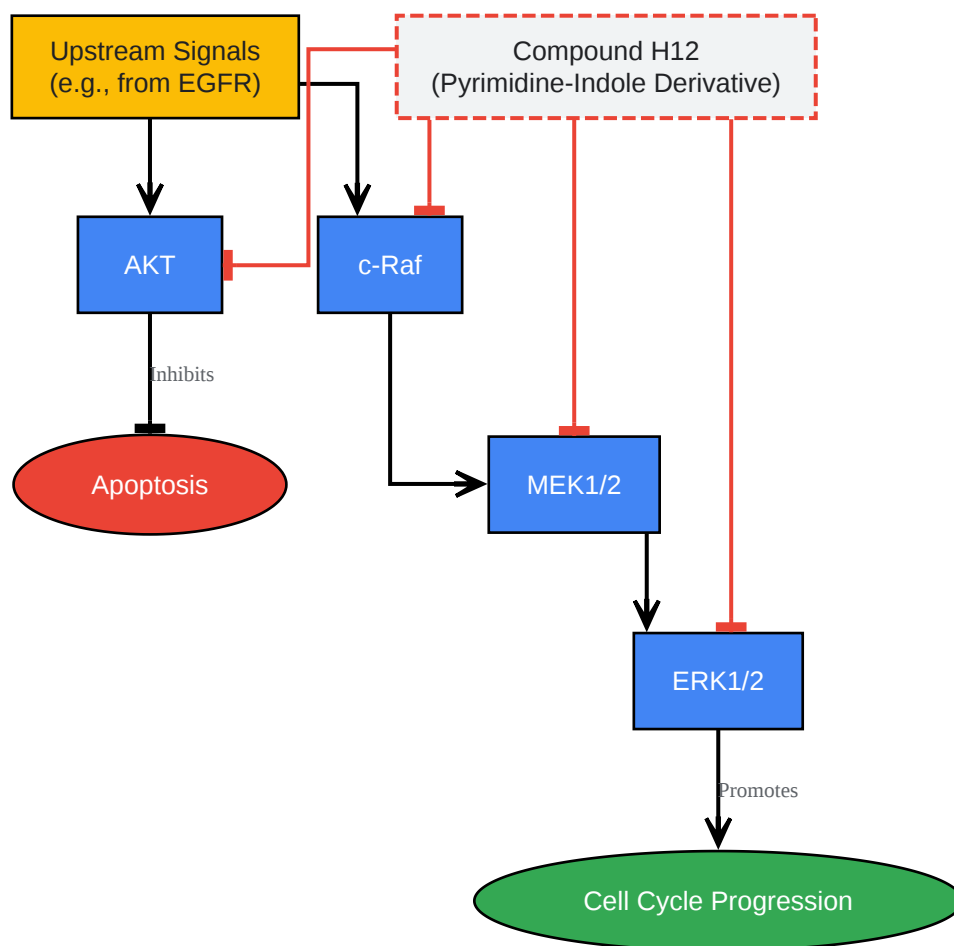 Upstream Signals
(e.g., from EGFR)
Compound H12
(Pyrimidine-Indole Derivative)
AKT
c-Raf
Inhibits
Apoptosis
MEK1/2
ERK1/2
Promotes
Cell Cycle Progression